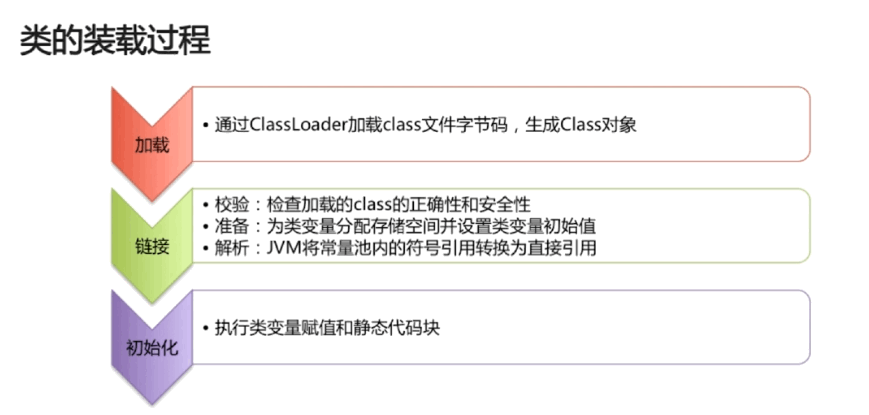 类的装载过程
加载
• 通过ClassLoader加载class文件字节码，生成Class对象
链接
• 校验：检查加载的class的正确性和安全性
• 准备：为类变量分配存储空间并设置类变量初始值
• 解析：JVM将常量池内的符号引用转换为直接引用
初始化
• 执行类变量赋值和静态代码块